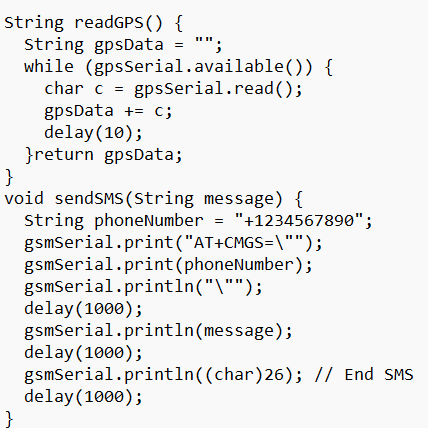 String readGPS() {
  String gpsData = "";
  while (gpsSerial.available()) {
    char c = gpsSerial.read();
    gpsData += c;
    delay(10);
  }return gpsData;
}
void sendSMS(String message) {
  String phoneNumber = "+1234567890";
  gsmSerial.print("AT+CMGS=\"");
  gsmSerial.print(phoneNumber);
  gsmSerial.println("\"");
  delay(1000);
  gsmSerial.println(message);
  delay(1000);
  gsmSerial.println((char)26); // End SMS
  delay(1000);
}